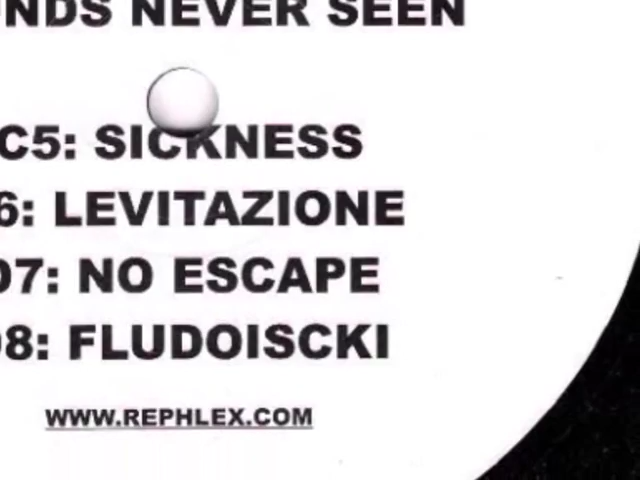 NDS NEVER SEEN
C5: SICKNESS
6: LEVITAZIONE
07: NO ESCAPE
08: FLUDOISCKI
WWW.REPHLEX.COM